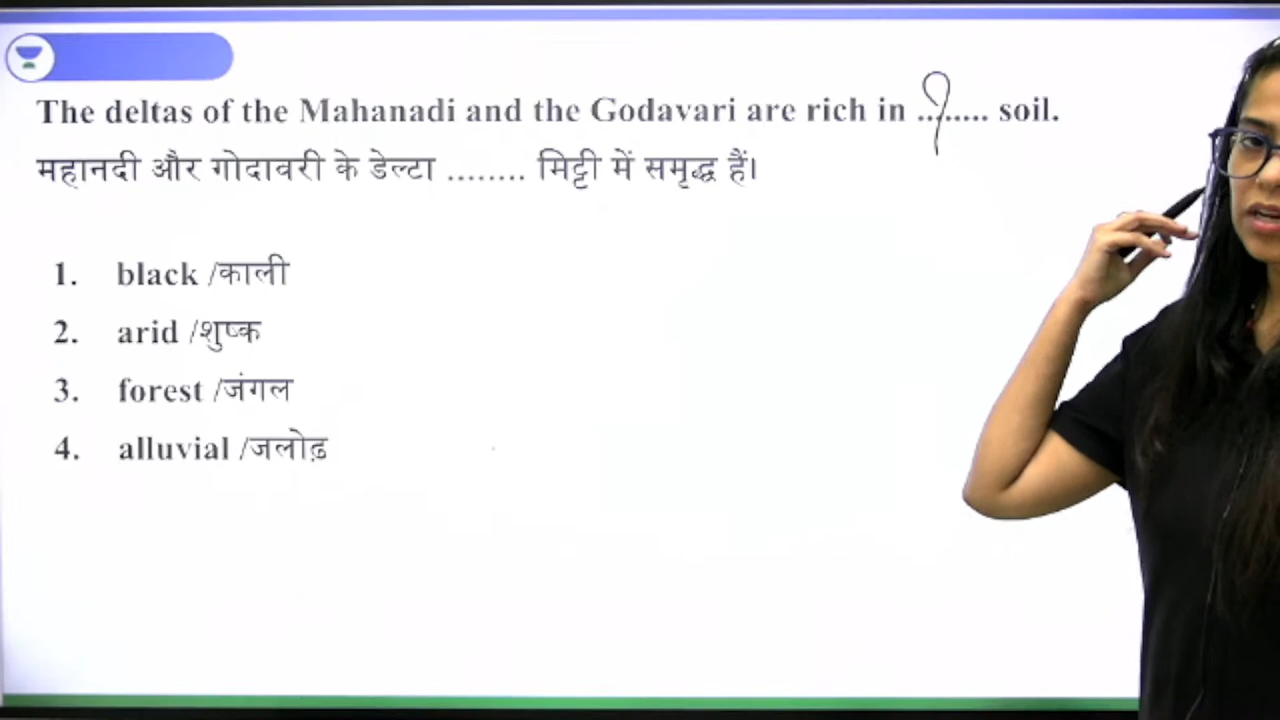 The deltas of the Mahanadi and the Godavari are rich in ........ soil.
महानदी और गोदावरी के डेल्टा ........ मिट्टी में समृद्ध हैं।
1. black /काली
2. arid /शुष्क
3. forest /जंगल
4. alluvial /जलोढ़